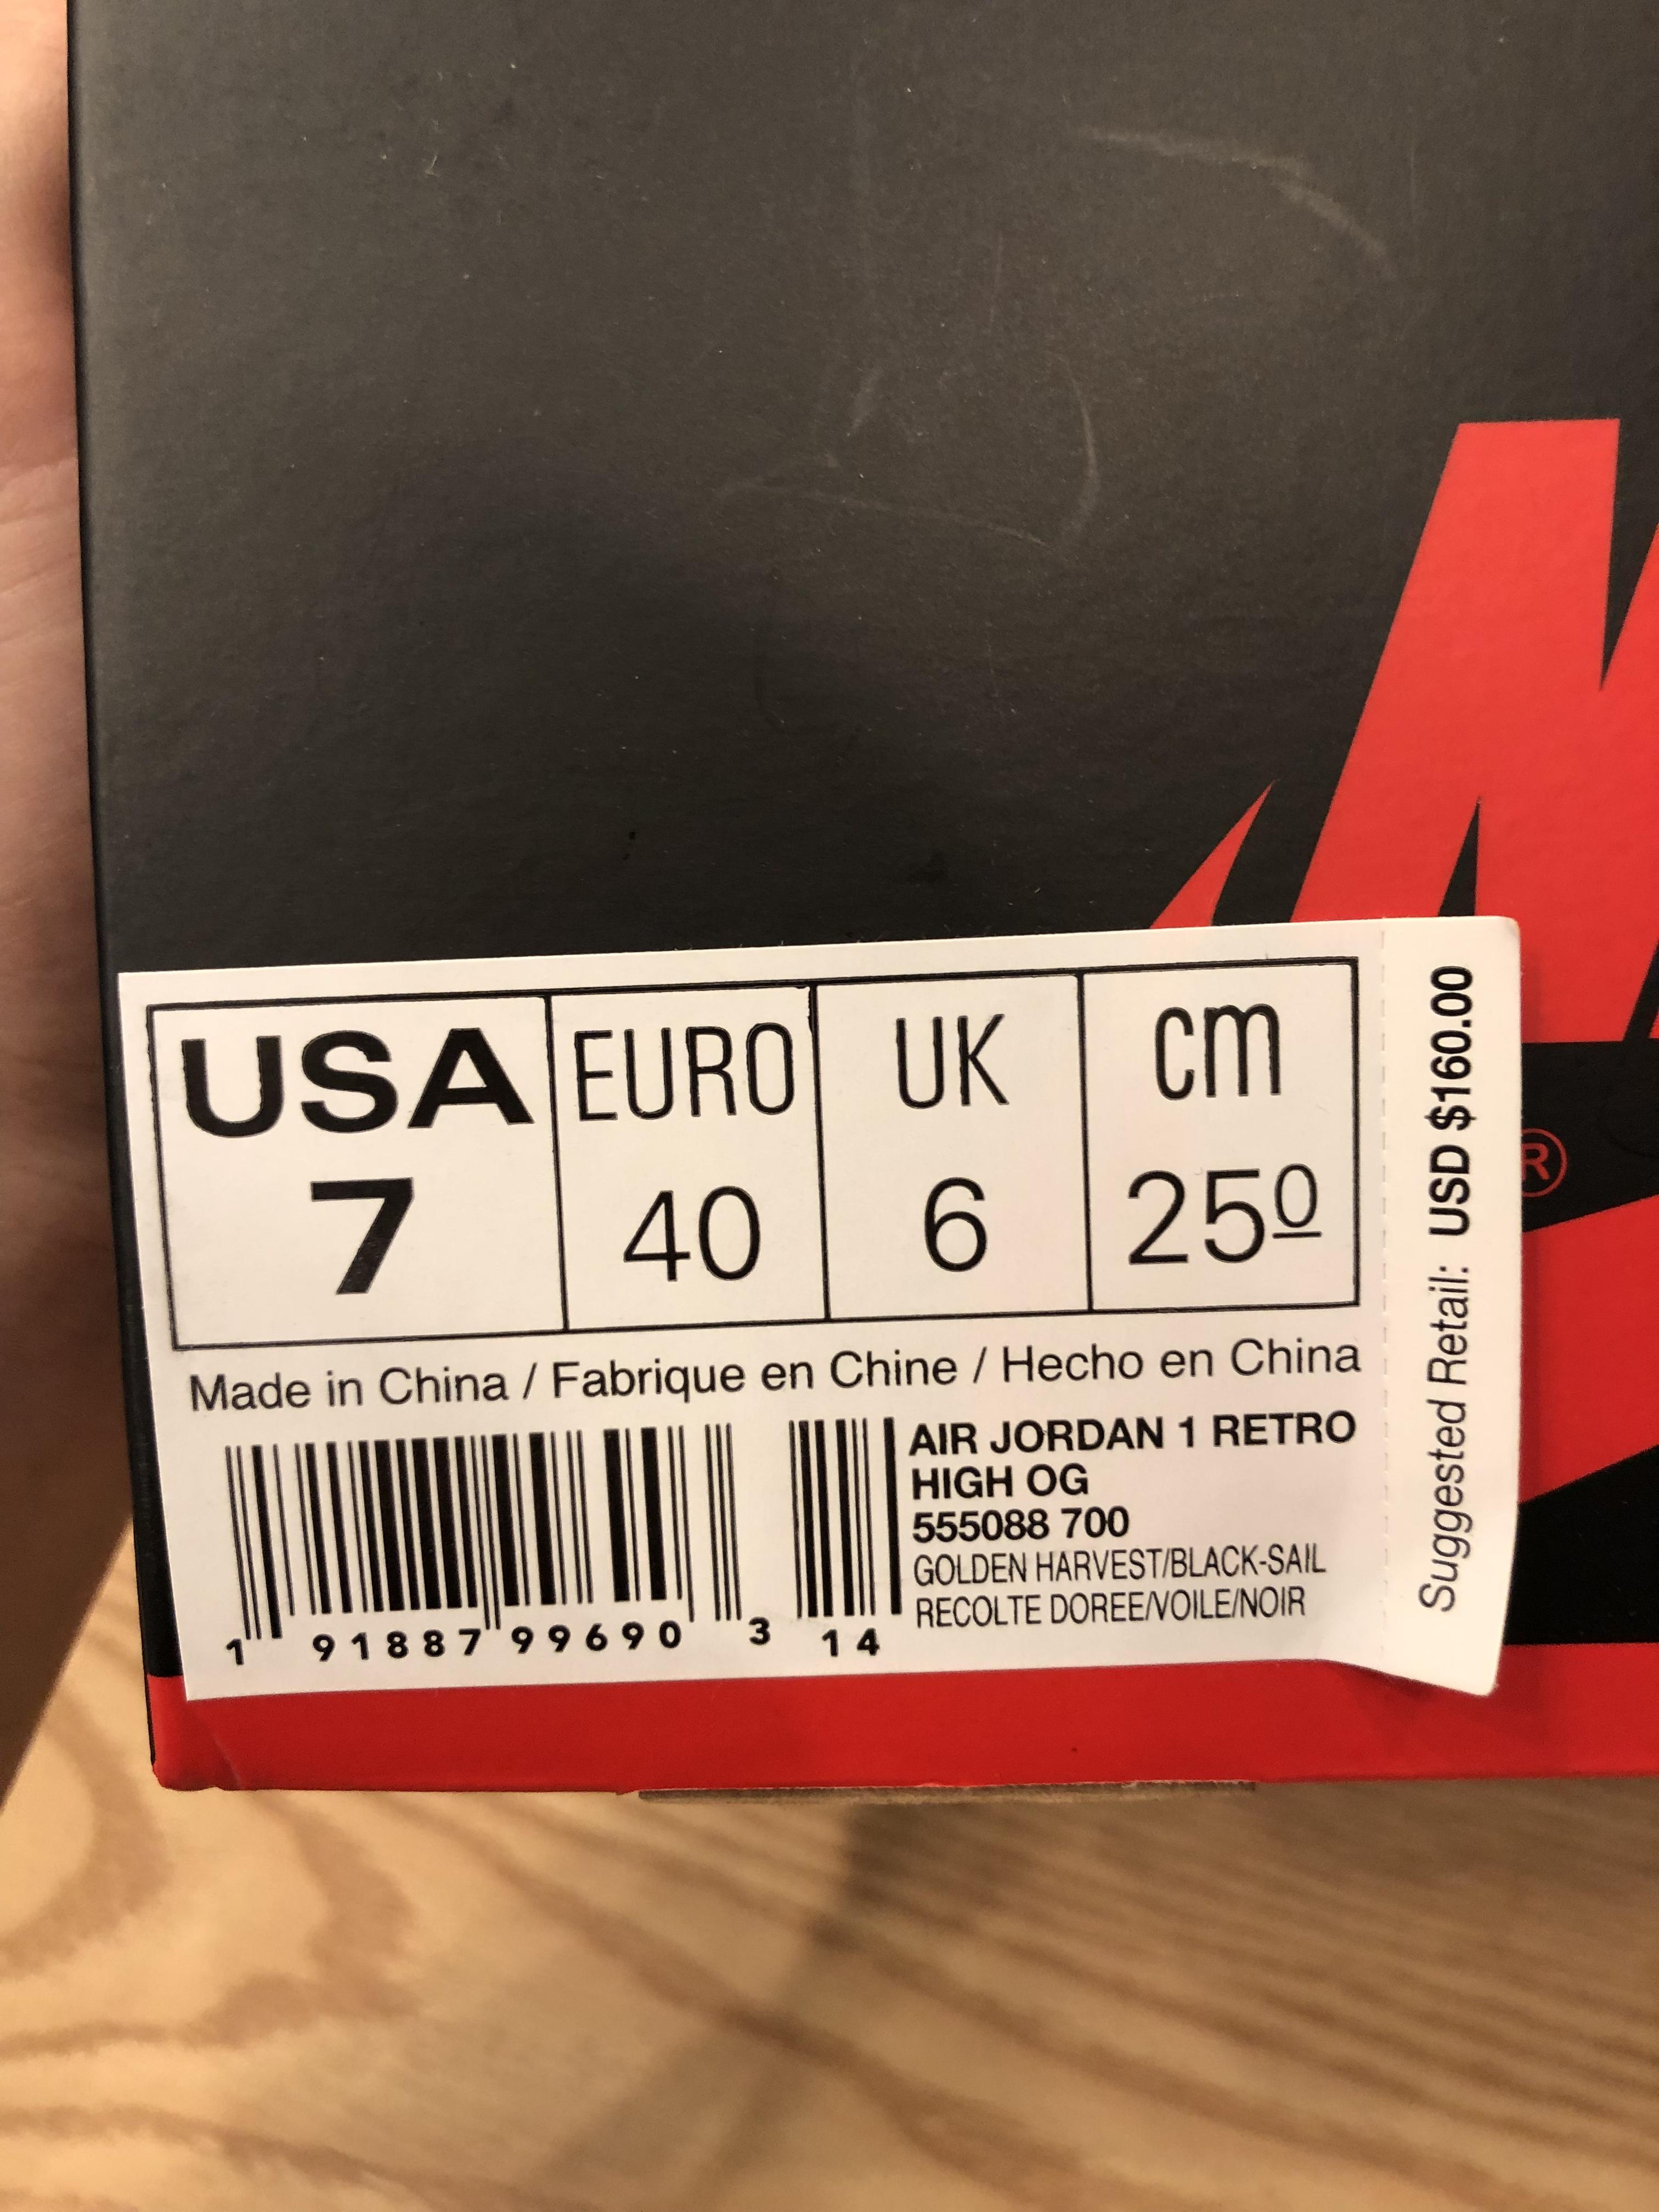 USA EURO UK cm
7 40 6 25º
Made in China / Fabrique en Chine / Hecho en China
AIR JORDAN 1 RETRO
HIGH OG
555088 700
GOLDEN HARVEST/BLACK-SAIL
RECOLTE DOREE/VOILE/NOIR
1 91887 99690 3 14
Suggested Retail: USD $160.00
®